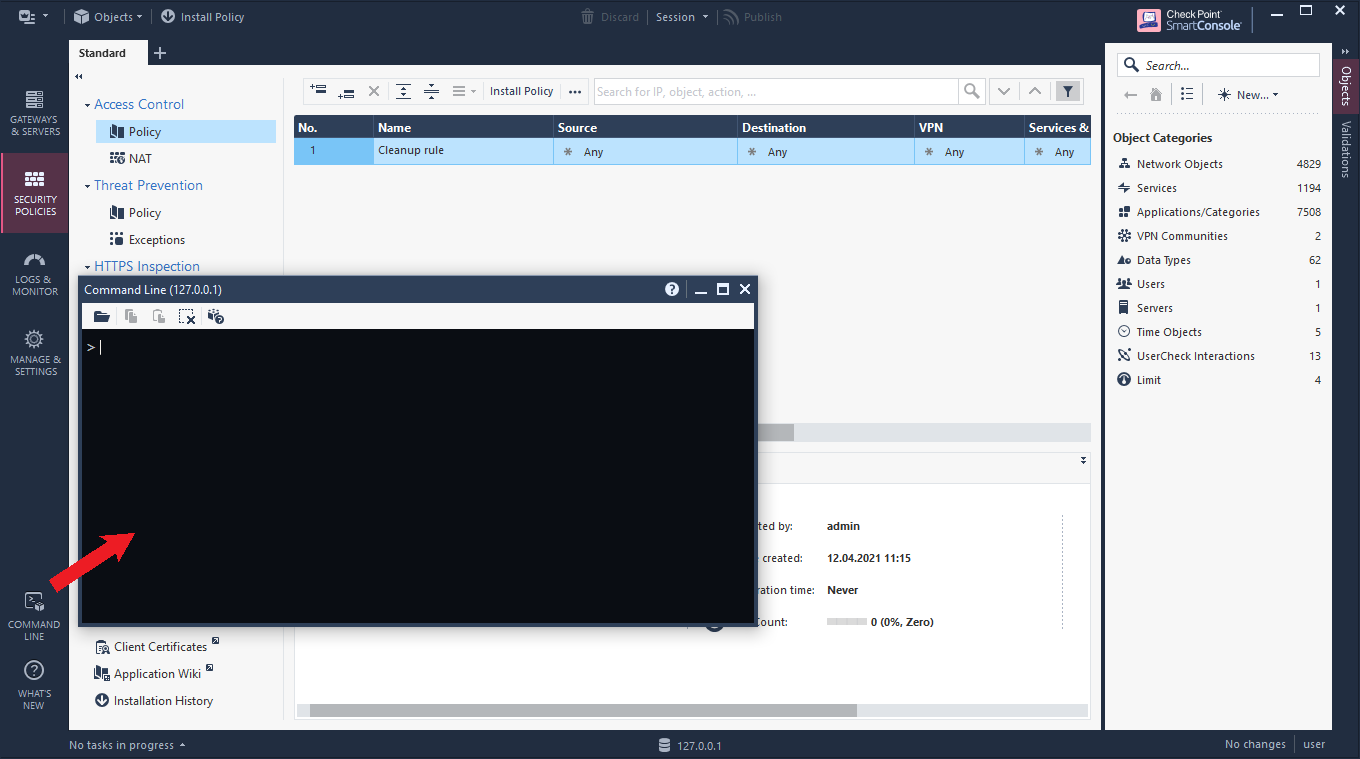 Objects
Install Policy
Discard
Session
Publish
Check Point
SmartConsole
Standard
GATEWAYS
& SERVERS
SECURITY
POLICIES
LOGS &
MONITOR
MANAGE &
SETTINGS
COMMAND
LINE
WHAT'S
NEW
Access Control
Policy
NAT
Threat Prevention
Policy
Exceptions
HTTPS Inspection
Install Policy
Search for IP, object, action, ...
No. Name Source Destination VPN Services &
1 Cleanup rule * Any * Any * Any * Any
Command Line (127.0.0.1)
>
ted by: admin
created: 12.04.2021 11:15
ration time: Never
Count: 0 (0%, Zero)
Client Certificates
Application Wiki
Installation History
Search...
New...
Object Categories
Network Objects 4829
Services 1194
Applications/Categories 7508
VPN Communities 2
Data Types 62
Users 1
Servers 1
Time Objects 5
UserCheck Interactions 13
Limit 4
Objects
Validations
No tasks in progress
127.0.0.1
No changes
user